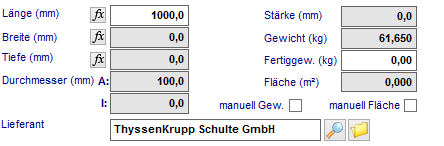 Länge (mm) fx 1000,0 Stärke (mm) 0,0
Breite (mm) fx 0,0 Gewicht (kg) 61,650
Tiefe (mm) fx 0,0 Fertiggew. (kg) 0,00
Durchmesser (mm) A: 100,0 Fläche (m²) 0,000
I: 0,0 manuell Gew. manuell Fläche
Lieferant ThyssenKrupp Schulte GmbH